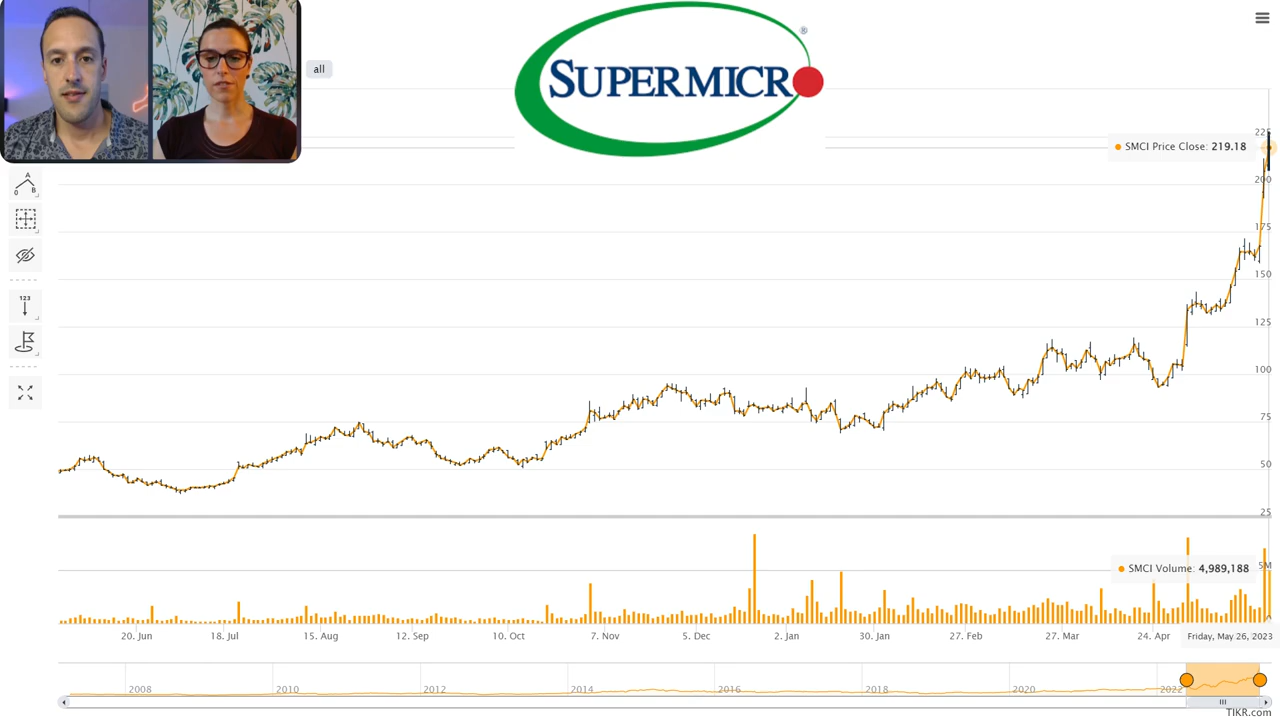 all
SUPERMICRO
®
SMCI Price Close: 219.18
225
200
175
150
125
100
75
50
25
A
0 B
123
SMCI Volume: 4,989,188
5M
20. Jun 18. Jul 15. Aug 12. Sep 10. Oct 7. Nov 5. Dec 2. Jan 30. Jan 27. Feb 27. Mar 24. Apr Friday, May 26, 2023
2008 2010 2012 2014 2016 2018 2020 2022
TIKR.com